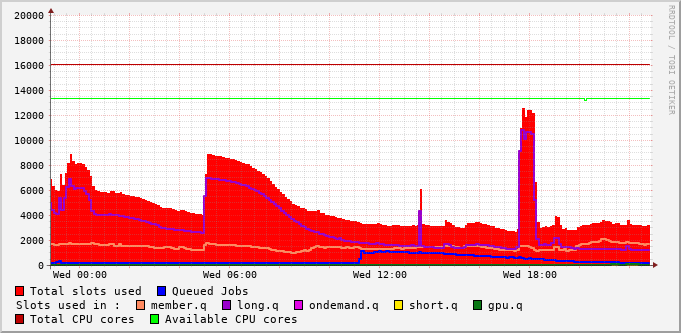 20000
18000
16000
14000
12000
10000
8000
6000
4000
2000
0
Wed 00:00 Wed 06:00 Wed 12:00 Wed 18:00
Total slots used Queued Jobs
Slots used in : member.q long.q ondemand.q short.q gpu.q
Total CPU cores Available CPU cores
RRDTOOL / TOBI OETIKER